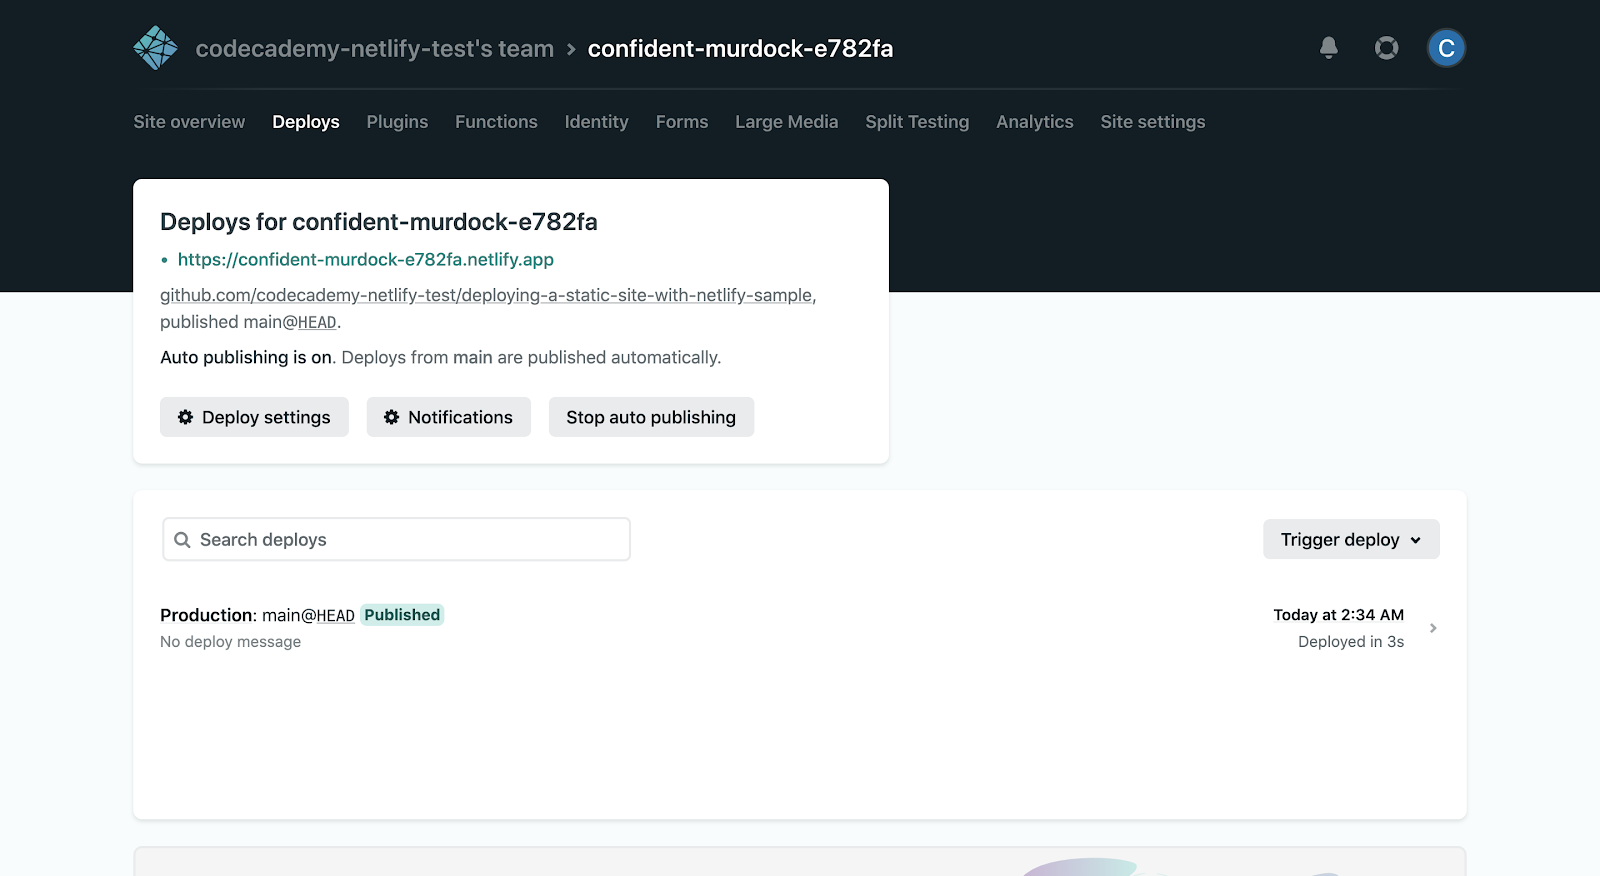 codecademy-netlify-test's team > confident-murdock-e782fa
C
Site overview Deploys Plugins Functions Identity Forms Large Media Split Testing Analytics Site settings
Deploys for confident-murdock-e782fa
• https://confident-murdock-e782fa.netlify.app
github.com/codecademy-netlify-test/deploying-a-static-site-with-netlify-sample,
published main@HEAD.
Auto publishing is on. Deploys from main are published automatically.
Deploy settings Notifications Stop auto publishing
Search deploys Trigger deploy
Production: main@HEAD Published Today at 2:34 AM
No deploy message Deployed in 3s